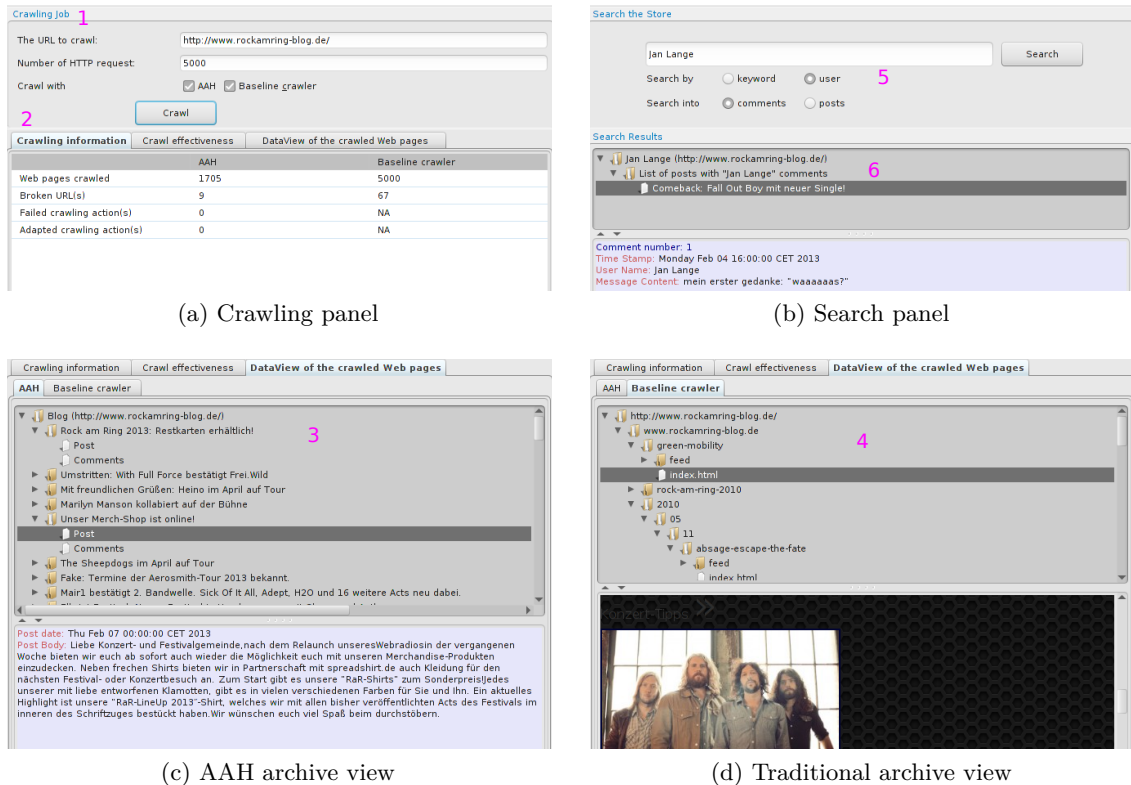 Crawling Job 1
The URL to crawl: http://www.rockamring-blog.de/
Number of HTTP request: 5000
Crawl with AAH Baseline crawler
2
Crawl
Crawling information Crawl effectiveness DataView of the crawled Web pages
AAH Baseline crawler
Web pages crawled 1705 5000
Broken URL(s) 9 67
Failed crawling action(s) 0 NA
Adapted crawling action(s) 0 NA
(a) Crawling panel
Search the Store
Jan Lange Search
Search by keyword user 5
Search into comments posts
Search Results
Jan Lange (http://www.rockamring-blog.de/)
List of posts with "Jan Lange" comments 6
Comeback: Fall Out Boy mit neuer Single!
Comment number: 1
Time Stamp: Monday Feb 04 16:00:00 CET 2013
User Name: Jan Lange
Message Content: mein erster gedanke: "waaaaaas?"
(b) Search panel
Crawling information Crawl effectiveness DataView of the crawled Web pages
AAH Baseline crawler
Blog (http://www.rockamring-blog.de/)
Rock am Ring 2013: Restkarten erhältlich! 3
Post
Comments
Umstritten: With Full Force bestätigt Frei.Wild
Mit freundlichen Grüßen: Heino im April auf Tour
Marilyn Manson kollabiert auf der Bühne
Unser Merch-Shop ist online!
Post
Comments
The Sheepdogs im April auf Tour
Fake: Termine der Aerosmith-Tour 2013 bekannt.
Mair1 bestätigt 2. Bandwelle. Sick Of It All, Adept, H2O und 16 weitere Acts neu dabei.
Post date: Thu Feb 07 00:00:00 CET 2013
Post Body: Liebe Konzert- und Festivalgemeinde,nach dem Relaunch unseresWebradiosin der vergangenen
Woche bieten wir euch ab sofort auch wieder die Möglichkeit euch mit unseren Merchandise-Produkten
einzudecken. Neben frechen Shirts bieten wir in Partnerschaft mit spreadshirt.de auch Kleidung für den
nächsten Festival- oder Konzertbesuch an. Zum Start gibt es unsere "RaR-Shirts" zum Sonderpreis!Jedes
unserer mit liebe entworfenen Klamotten, gibt es in vielen verschiedenen Farben für Sie und Ihn. Ein aktuelles
Highlight ist unsere "RaR-LineUp 2013"-Shirt, welches wir mit allen bisher veröffentlichten Acts des Festivals im
inneren des Schriftzuges bestückt haben.Wir wünschen euch viel Spaß beim durchstöbern.
(c) AAH archive view
Crawling information Crawl effectiveness DataView of the crawled Web pages
AAH Baseline crawler
http://www.rockamring-blog.de/
www.rockamring-blog.de 4
green-mobility
feed
index.html
rock-am-ring-2010
2010
05
11
absage-escape-the-fate
feed
index.html
Konzert-Tipps
(d) Traditional archive view